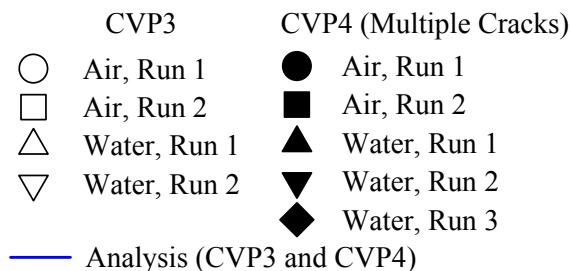 CVP3 CVP4 (Multiple Cracks)
Air, Run 1 Air, Run 1
Air, Run 2 Air, Run 2
Water, Run 1 Water, Run 1
Water, Run 2 Water, Run 2
Water, Run 3
Analysis (CVP3 and CVP4)